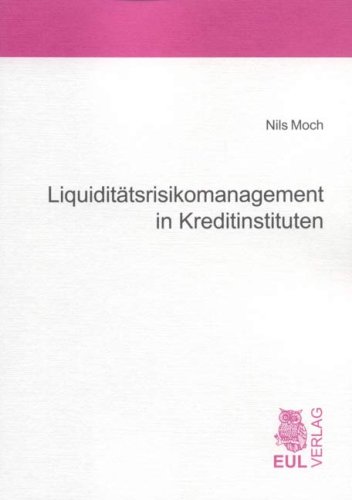 Nils Moch
Liquiditätsrisikomanagement
in Kreditinstituten
EUL
VERLAG